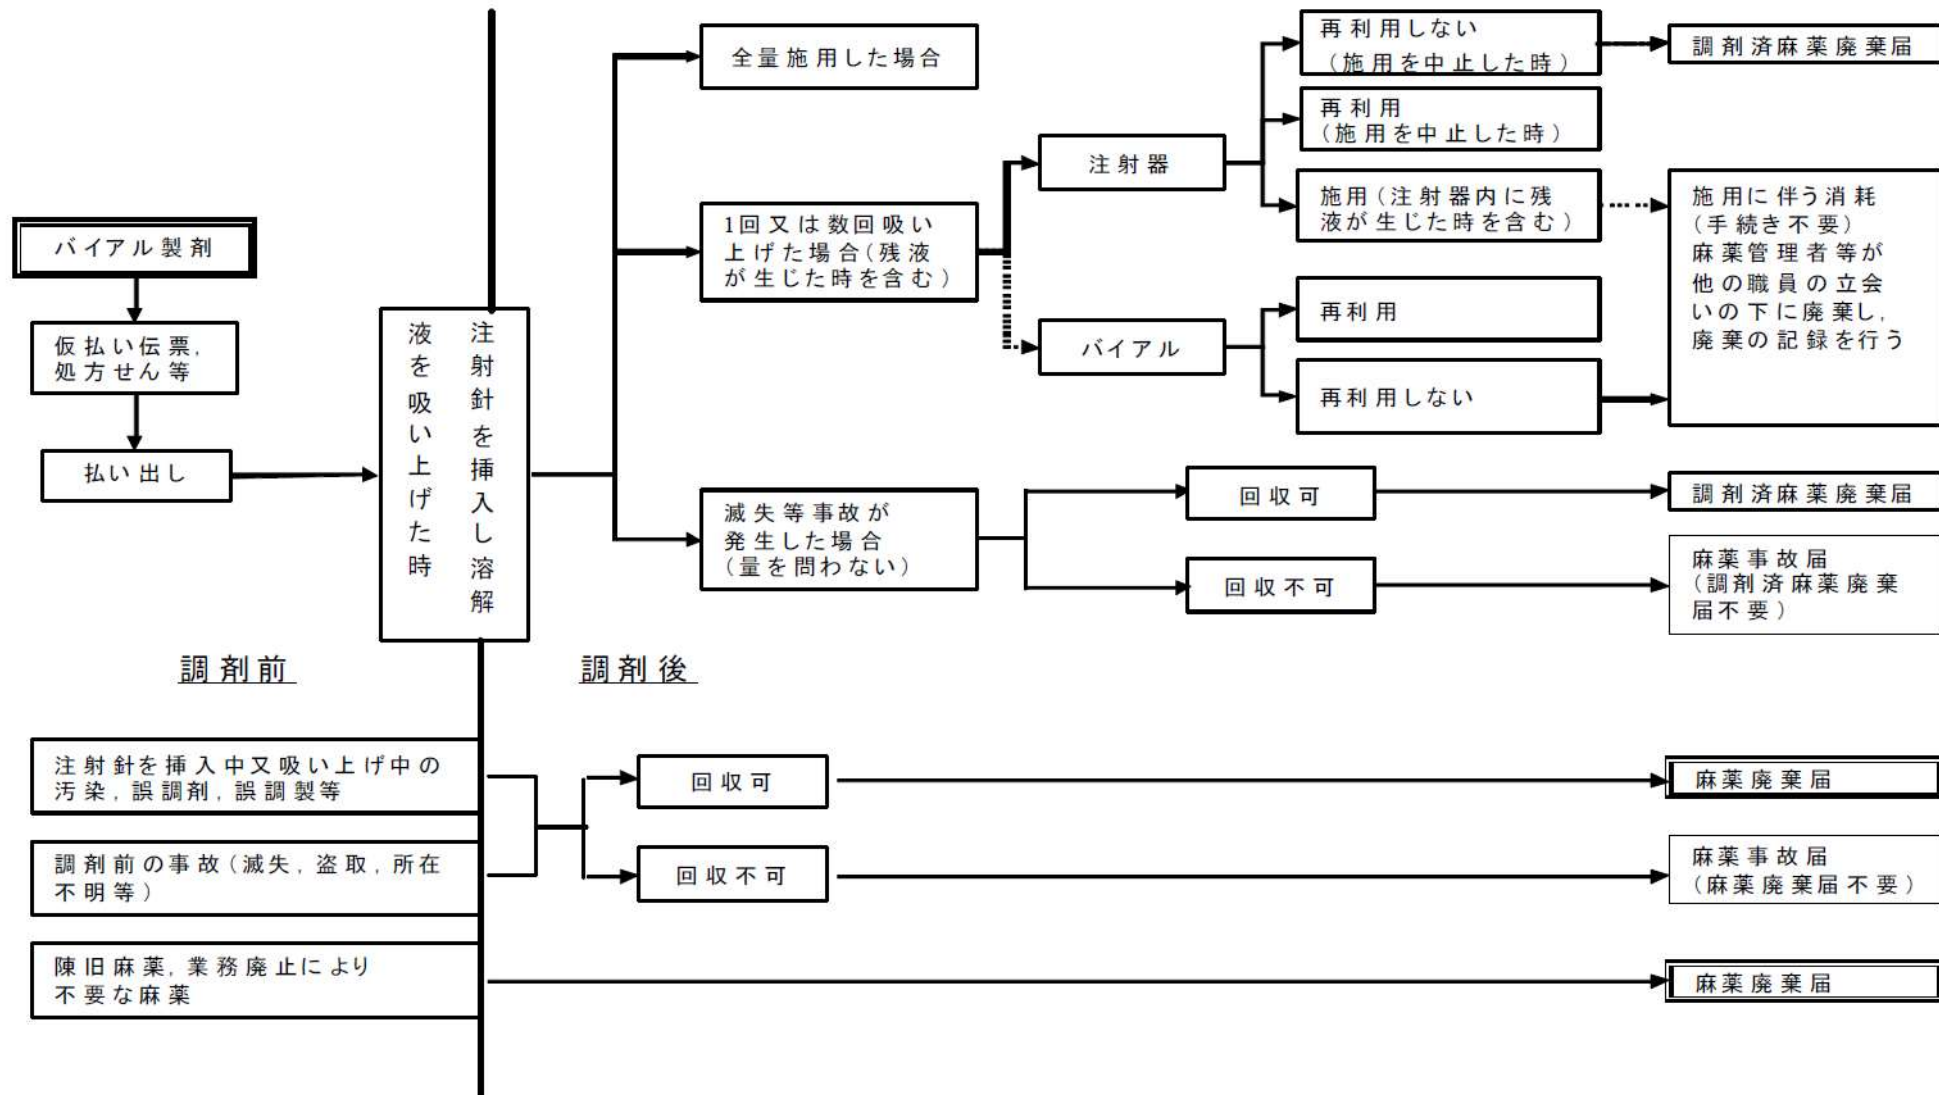 バイアル製剤
仮払い伝票，
処方せん等
払い出し
注射針を挿入し溶解
液を吸い上げた時
全量施用した場合
1回又は数回吸い
上げた場合（残液
が生じた時を含む）
滅失等事故が
発生した場合
（量を問わない）
注射器
バイアル
再利用しない
（施用を中止した時）
再利用
（施用を中止した時）
施用（注射器内に残
液が生じた時を含む）
再利用
再利用しない
調剤済麻薬廃棄届
施用に伴う消耗
（手続き不要）
麻薬管理者等が
他の職員の立会
いの下に廃棄し，
廃棄の記録を行う
回収可
調剤済麻薬廃棄届
回収不可
麻薬事故届
（調剤済麻薬廃棄
届不要）
調剤前
調剤後
注射針を挿入中又吸い上げ中の
汚染，誤調剤，誤調製等
調剤前の事故（滅失，盗取，所在
不明等）
回収可
麻薬廃棄届
回収不可
麻薬事故届
（麻薬廃棄届不要）
陳旧麻薬，業務廃止により
不要な麻薬
麻薬廃棄届